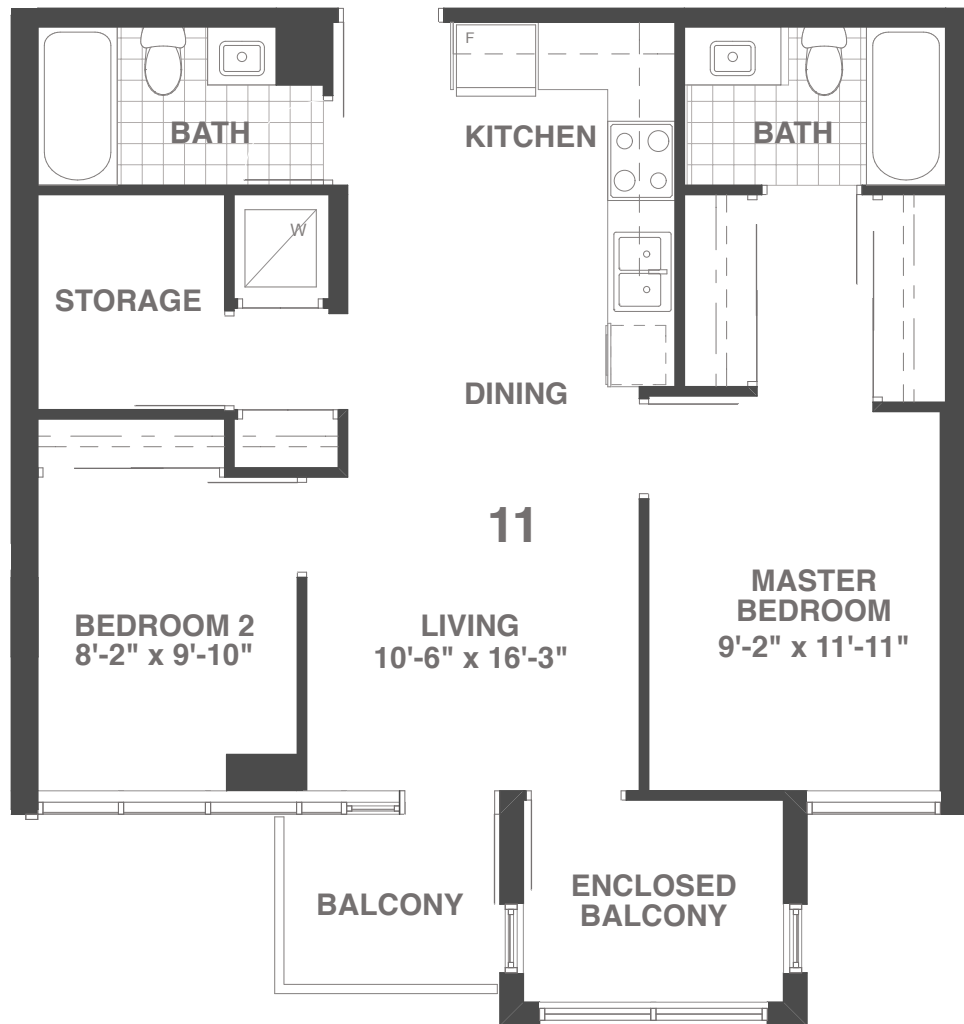 F
BATH
KITCHEN
BATH
W
STORAGE
DINING
11
MASTER
BEDROOM
9'-2" x 11'-11"
BEDROOM 2
8'-2" x 9'-10"
LIVING
10'-6" x 16'-3"
BALCONY
ENCLOSED
BALCONY